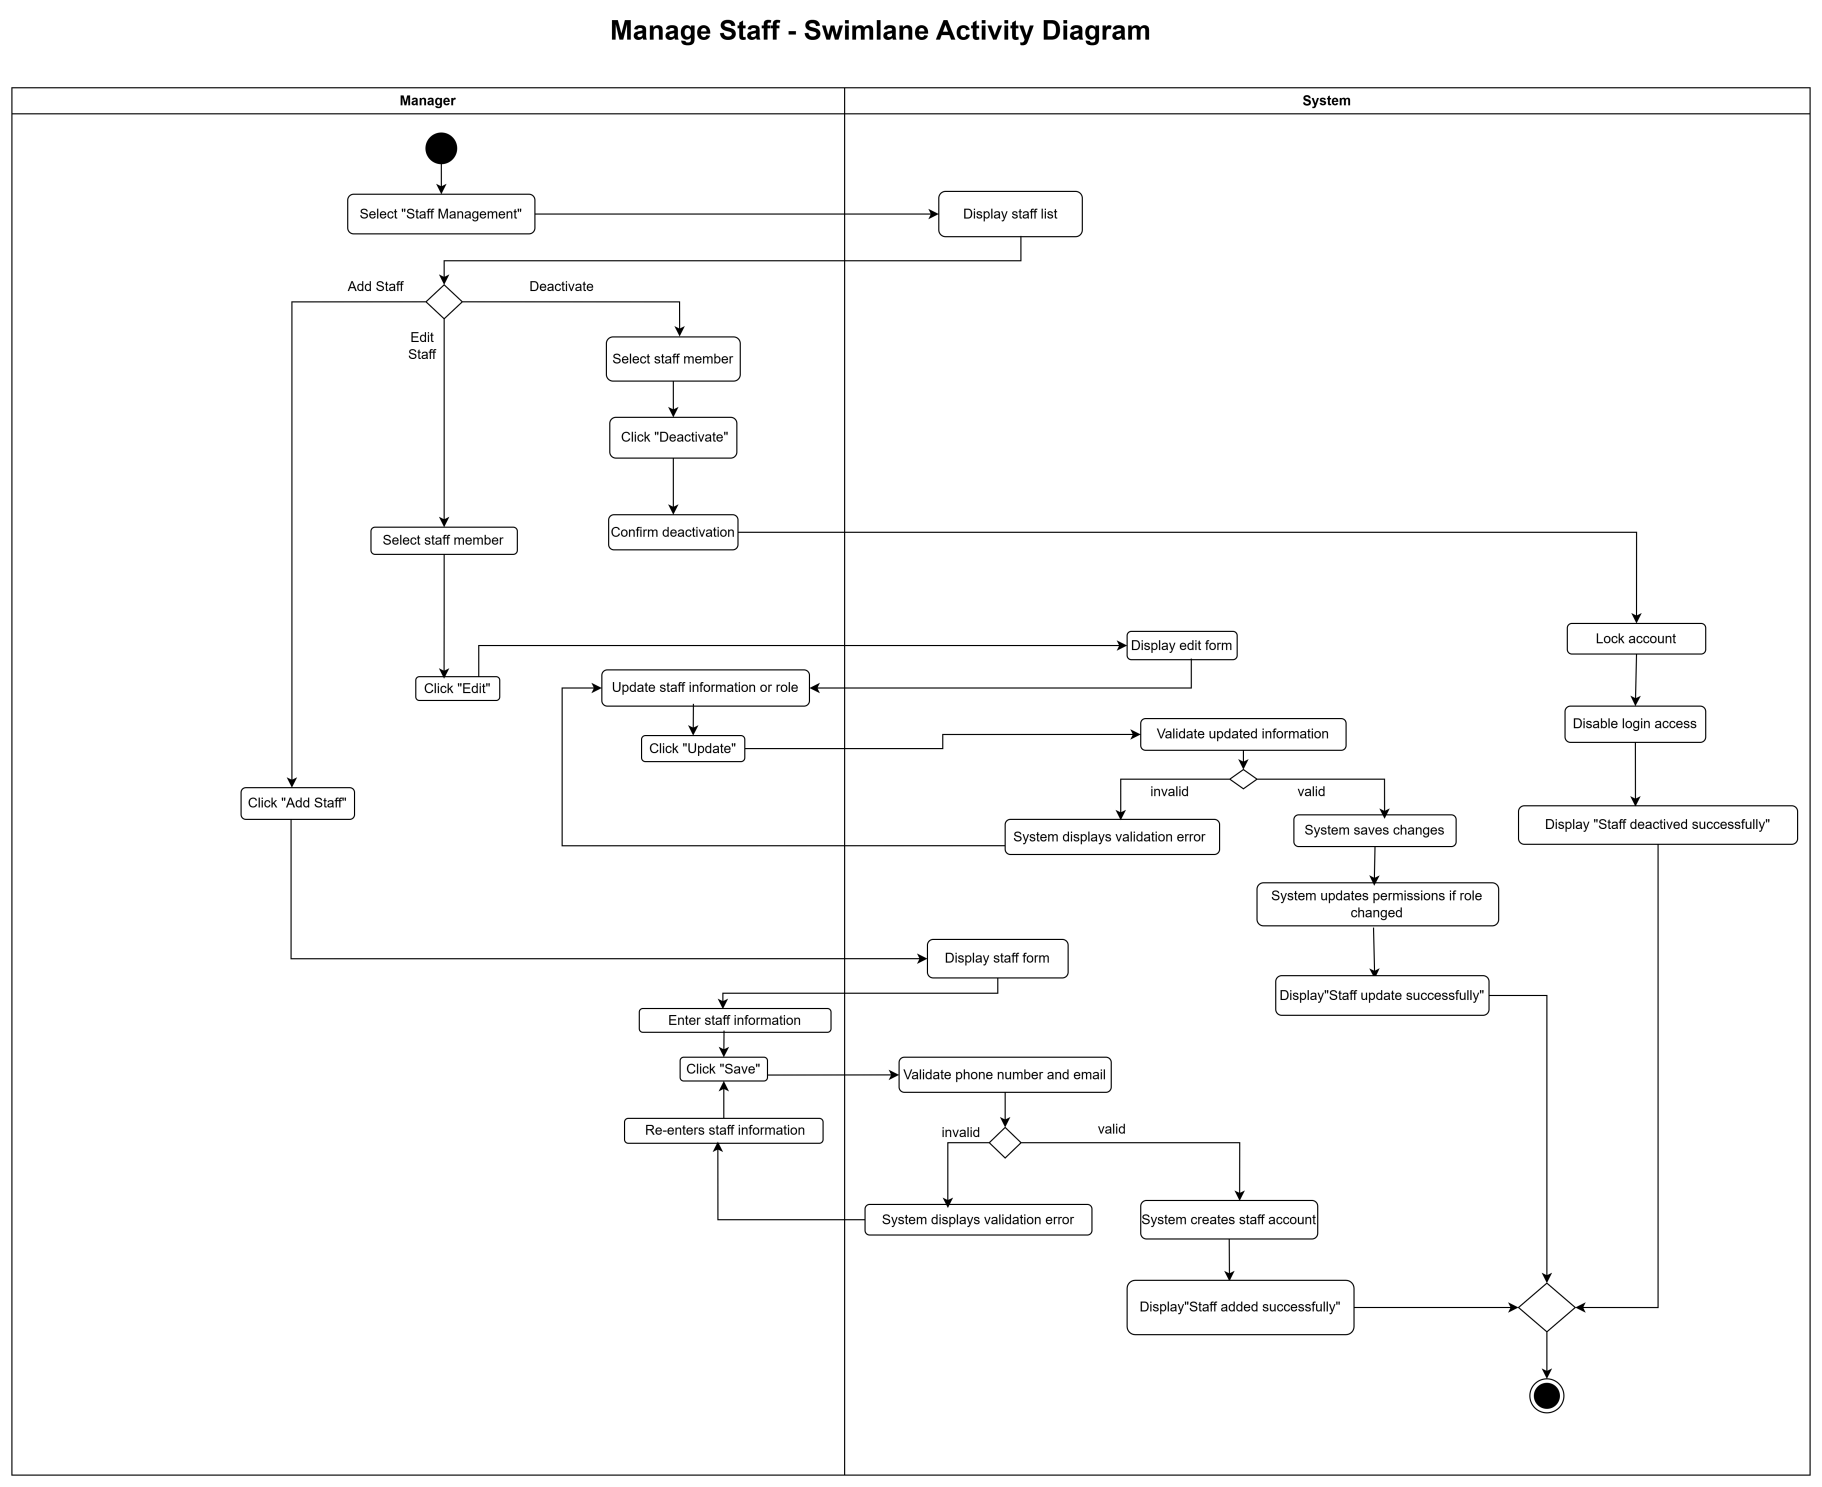 Manage Staff - Swimlane Activity Diagram
Manager
System
Select "Staff Management"
Display staff list
Add Staff
Deactivate
Edit
Staff
Select staff member
Click "Deactivate"
Confirm deactivation
Select staff member
Lock account
Display edit form
Click "Edit"
Update staff information or role
Disable login access
Validate updated information
Click "Update"
invalid
valid
Click "Add Staff"
System displays validation error
System saves changes
Display "Staff deactived successfully"
System updates permissions if role
changed
Display staff form
Display"Staff update successfully"
Enter staff information
Click "Save"
Validate phone number and email
Re-enters staff information
invalid
valid
System displays validation error
System creates staff account
Display"Staff added successfully"